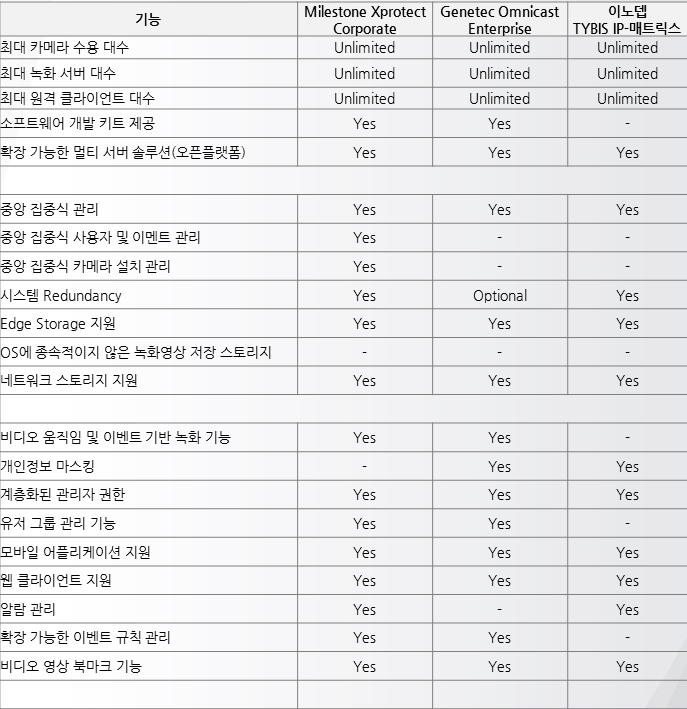 기능 Milestone Xprotect Corporate Genetec Omnicast Enterprise 이노뎁 TYBIS IP-매트릭스
최대 카메라 수용 대수 Unlimited Unlimited Unlimited
최대 녹화 서버 대수 Unlimited Unlimited Unlimited
최대 원격 클라이언트 대수 Unlimited Unlimited Unlimited
소프트웨어 개발 키트 제공 Yes Yes -
확장 가능한 멀티 서버 솔루션(오픈플랫폼) Yes Yes Yes
중앙 집중식 관리 Yes Yes Yes
중앙 집중식 사용자 및 이멘트 관리 Yes - -
중앙 집중식 카메라 설치 관리 Yes - -
시스템 Redundancy Yes Optional Yes
Edge Storage 지원 Yes Yes Yes
OS에 종속적이지 않은 녹화영상 저장 스토리지 - - -
네트워크 스토리지 지원 Yes Yes Yes
비디오 움직임 및 이벤트 기반 녹화 기능 Yes Yes -
개인정보 마스킹 - Yes Yes
계층화된 관리자 권한 Yes Yes Yes
유저 그룹 관리 기능 Yes Yes -
모바일 어플리케이션 지원 Yes Yes Yes
웹 클라이언트 지원 Yes Yes Yes
알람 관리 Yes - Yes
확장 가능한 이벤트 규칙 관리 Yes Yes -
비디오 영상 북마크 기능 Yes Yes Yes